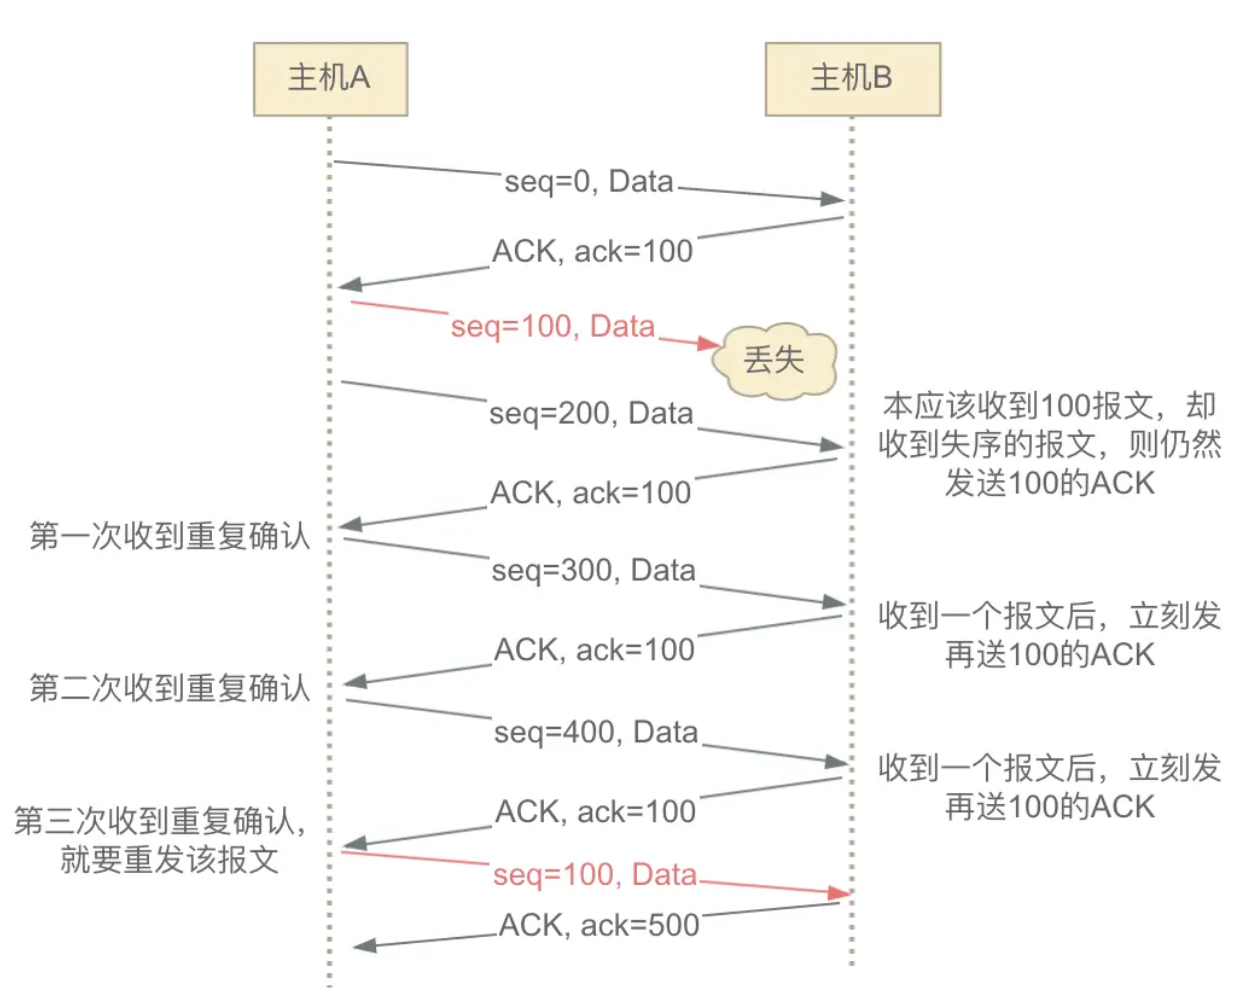 主机A
主机B
seq=0, Data
ACK, ack=100
seq=100, Data
丢失
seq=200, Data
本应该收到100报文，却
收到失序的报文，则仍然
发送100的ACK
ACK, ack=100
第一次收到重复确认
seq=300, Data
收到一个报文后，立刻发
再送100的ACK
ACK, ack=100
第二次收到重复确认
seq=400, Data
收到一个报文后，立刻发
再送100的ACK
ACK, ack=100
第三次收到重复确认，
就要重发该报文
seq=100, Data
ACK, ack=500